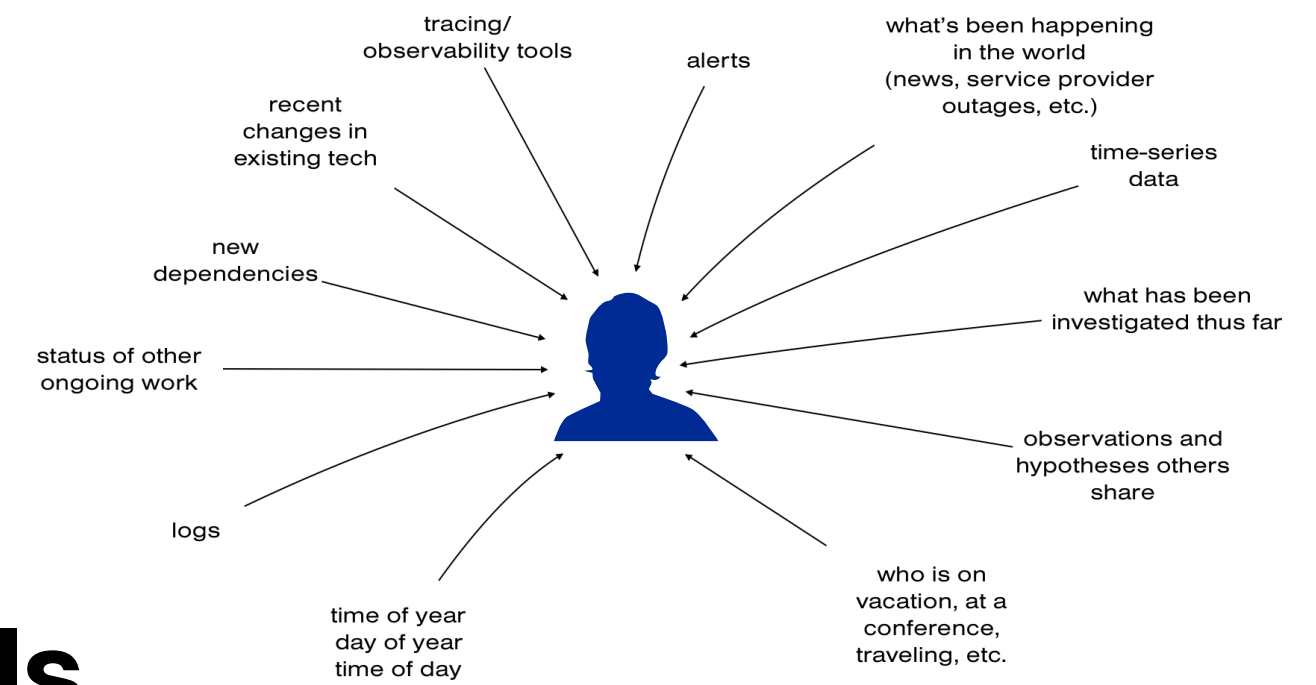 tracing/
observability tools
alerts
what’s been happening
in the world
(news, service provider
outages, etc.)
recent
changes in
existing tech
time-series
data
new
dependencies
what has been
investigated thus far
status of other
ongoing work
observations and
hypotheses others
share
logs
who is on
vacation, at a
conference,
traveling, etc.
time of year
day of year
time of day